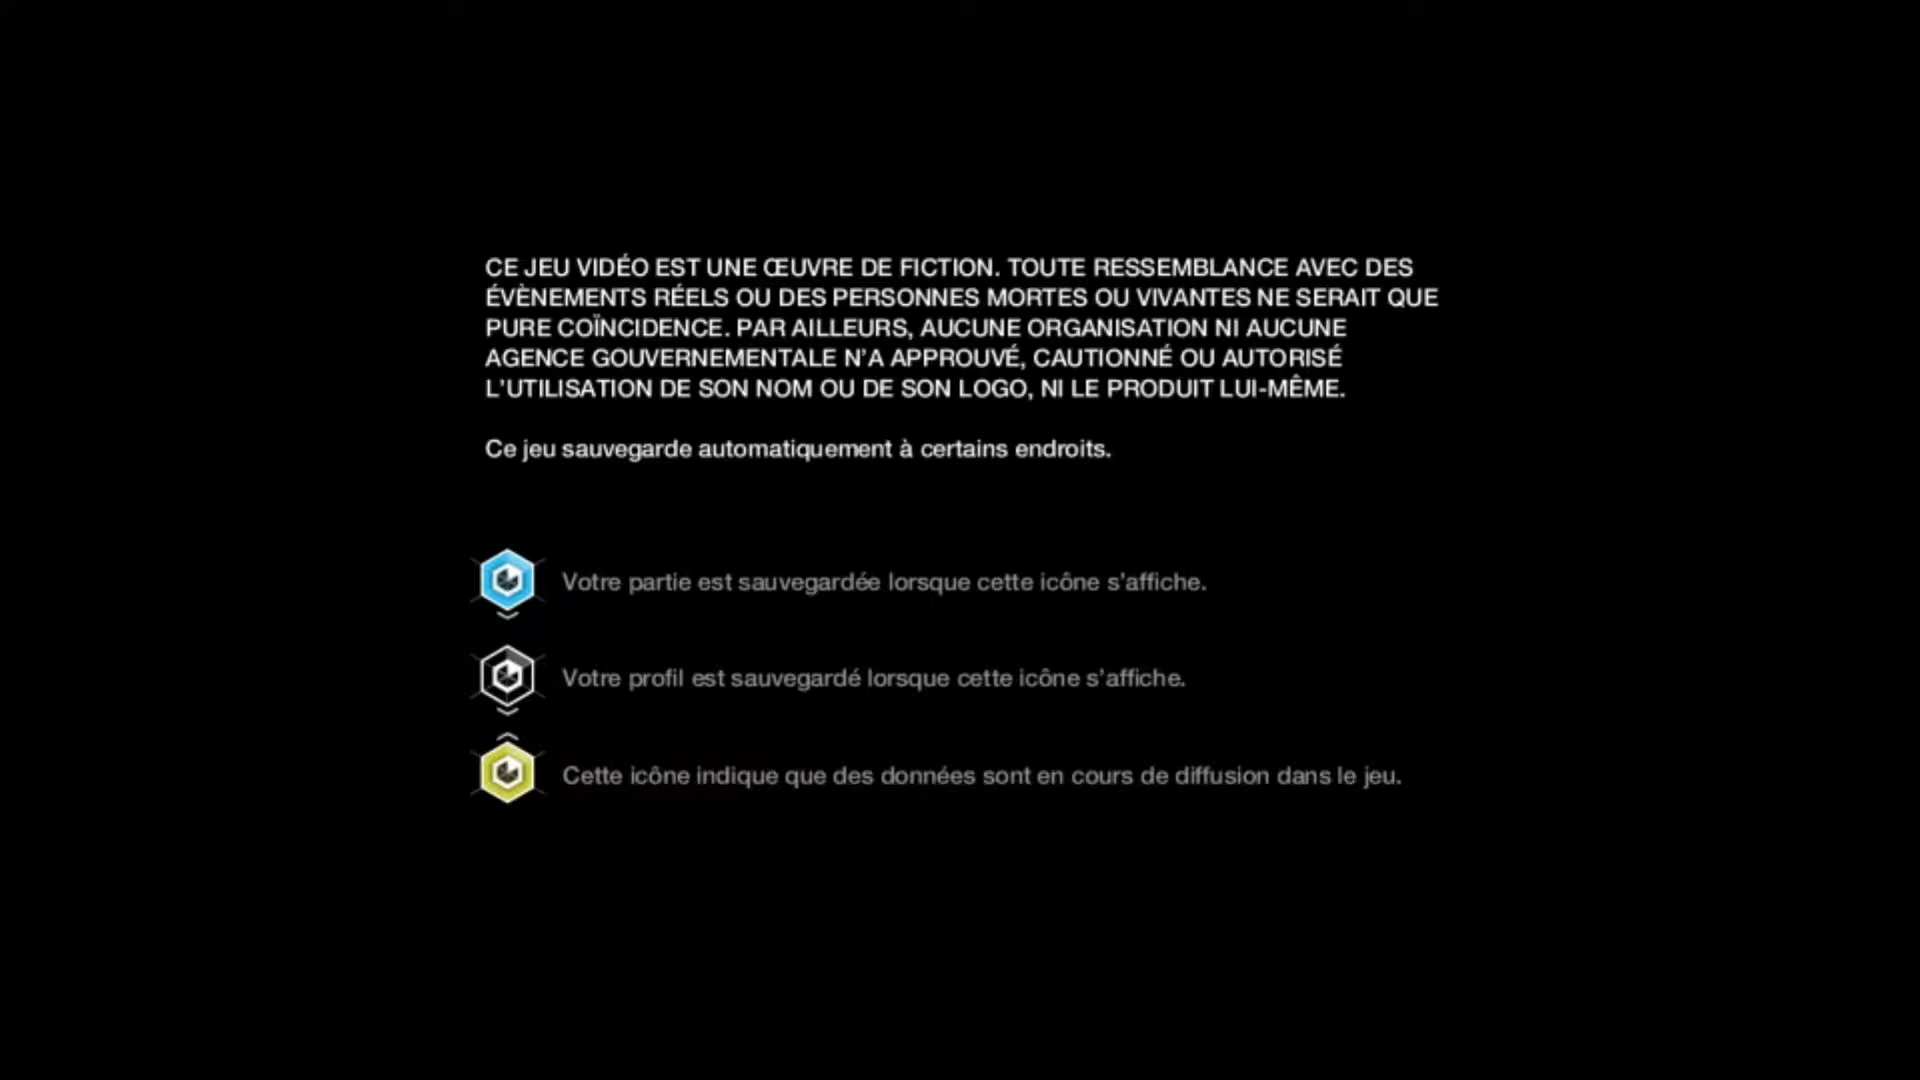 CE JEU VIDÉO EST UNE ŒUVRE DE FICTION. TOUTE RESSEMBLANCE AVEC DES
ÉVÈNEMENTS RÉELS OU DES PERSONNES MORTES OU VIVANTES NE SERAIT QUE
PURE COÏNCIDENCE. PAR AILLEURS, AUCUNE ORGANISATION NI AUCUNE
AGENCE GOUVERNEMENTALE N'A APPROUVÉ, CAUTIONNÉ OU AUTORISÉ
L'UTILISATION DE SON NOM OU DE SON LOGO, NI LE PRODUIT LUI-MÊME.
Ce jeu sauvegarde automatiquement à certains endroits.
Votre partie est sauvegardée lorsque cette icône s'affiche.
Votre profil est sauvegardé lorsque cette icône s'affiche.
Cette icône indique que des données sont en cours de diffusion dans le jeu.